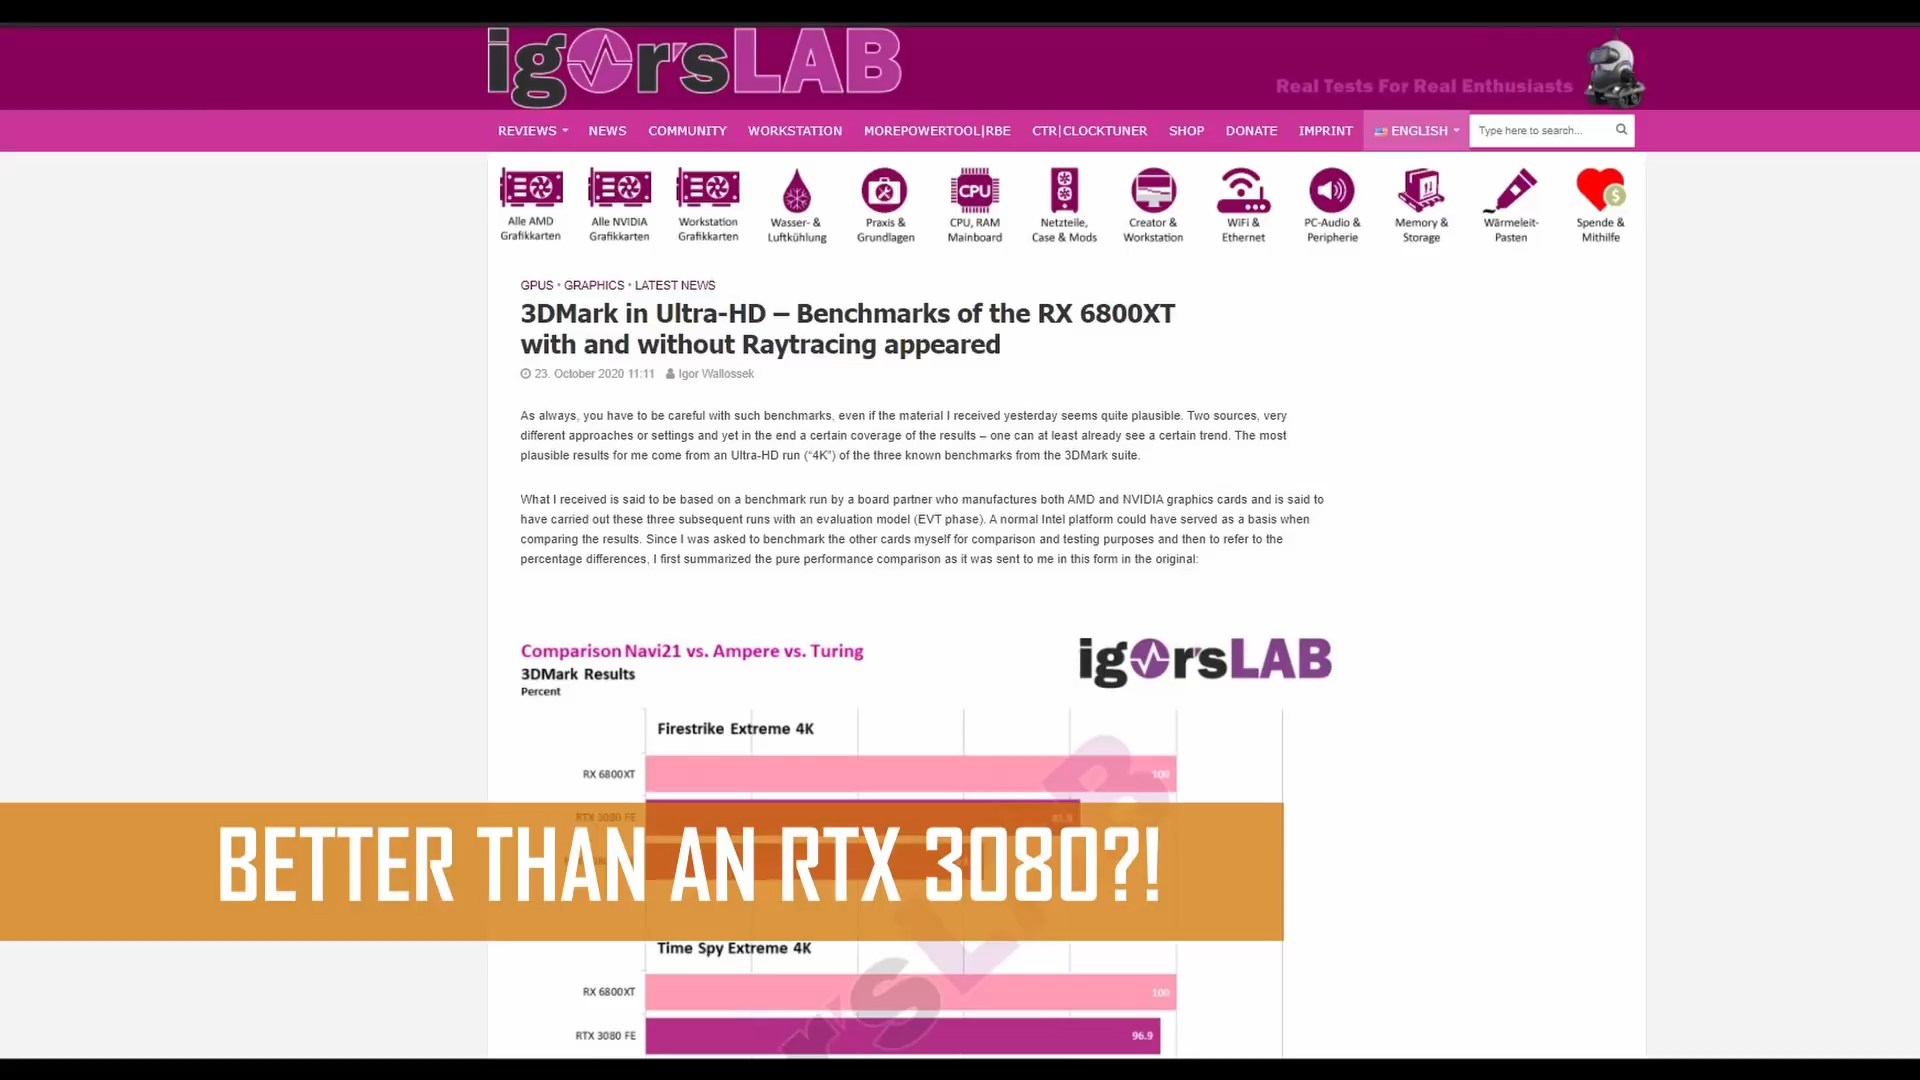 igor'sLAB
Real Tests For Real Enthusiasts
REVIEWS NEWS COMMUNITY WORKSTATION MOREPOWERTOOL|RBE CTR|CLOCKTUNER SHOP DONATE IMPRINT ENGLISH Type here to search...
Alle AMD
Grafikkarten
Alle NVIDIA
Grafikkarten
Workstation
Grafikkarten
Wasser- &
Luftkühlung
Praxis &
Grundlagen
CPU
CPU, RAM
Mainboard
Netzteile,
Case & Mods
Creator &
Workstation
WiFi &
Ethernet
PC-Audio &
Peripherie
Memory &
Storage
Wärmeleit-
Pasten
$
Spende &
Mithilfe
GPUS • GRAPHICS • LATEST NEWS
3DMark in Ultra-HD – Benchmarks of the RX 6800XT
with and without Raytracing appeared
23. October 2020 11:11 Igor Wallossek
As always, you have to be careful with such benchmarks, even if the material I received yesterday seems quite plausible. Two sources, very
different approaches or settings and yet in the end a certain coverage of the results – one can at least already see a certain trend. The most
plausible results for me come from an Ultra-HD run ("4K") of the three known benchmarks from the 3DMark suite.
What I received is said to be based on a benchmark run by a board partner who manufactures both AMD and NVIDIA graphics cards and is said to
have carried out these three subsequent runs with an evaluation model (EVT phase). A normal Intel platform could have served as a basis when
comparing the results. Since I was asked to benchmark the other cards myself for comparison and testing purposes and then to refer to the
percentage differences, I first summarized the pure performance comparison as it was sent to me in this form in the original:
Comparison Navi21 vs. Ampere vs. Turing
igor'sLAB
3DMark Results
Percent
Firestrike Extreme 4K
RX 6800XT 100
RTX 3080 FE
BETTER THAN AN RTX 3080?!
Time Spy Extreme 4K
RX 6800XT 100
RTX 3080 FE 96.9